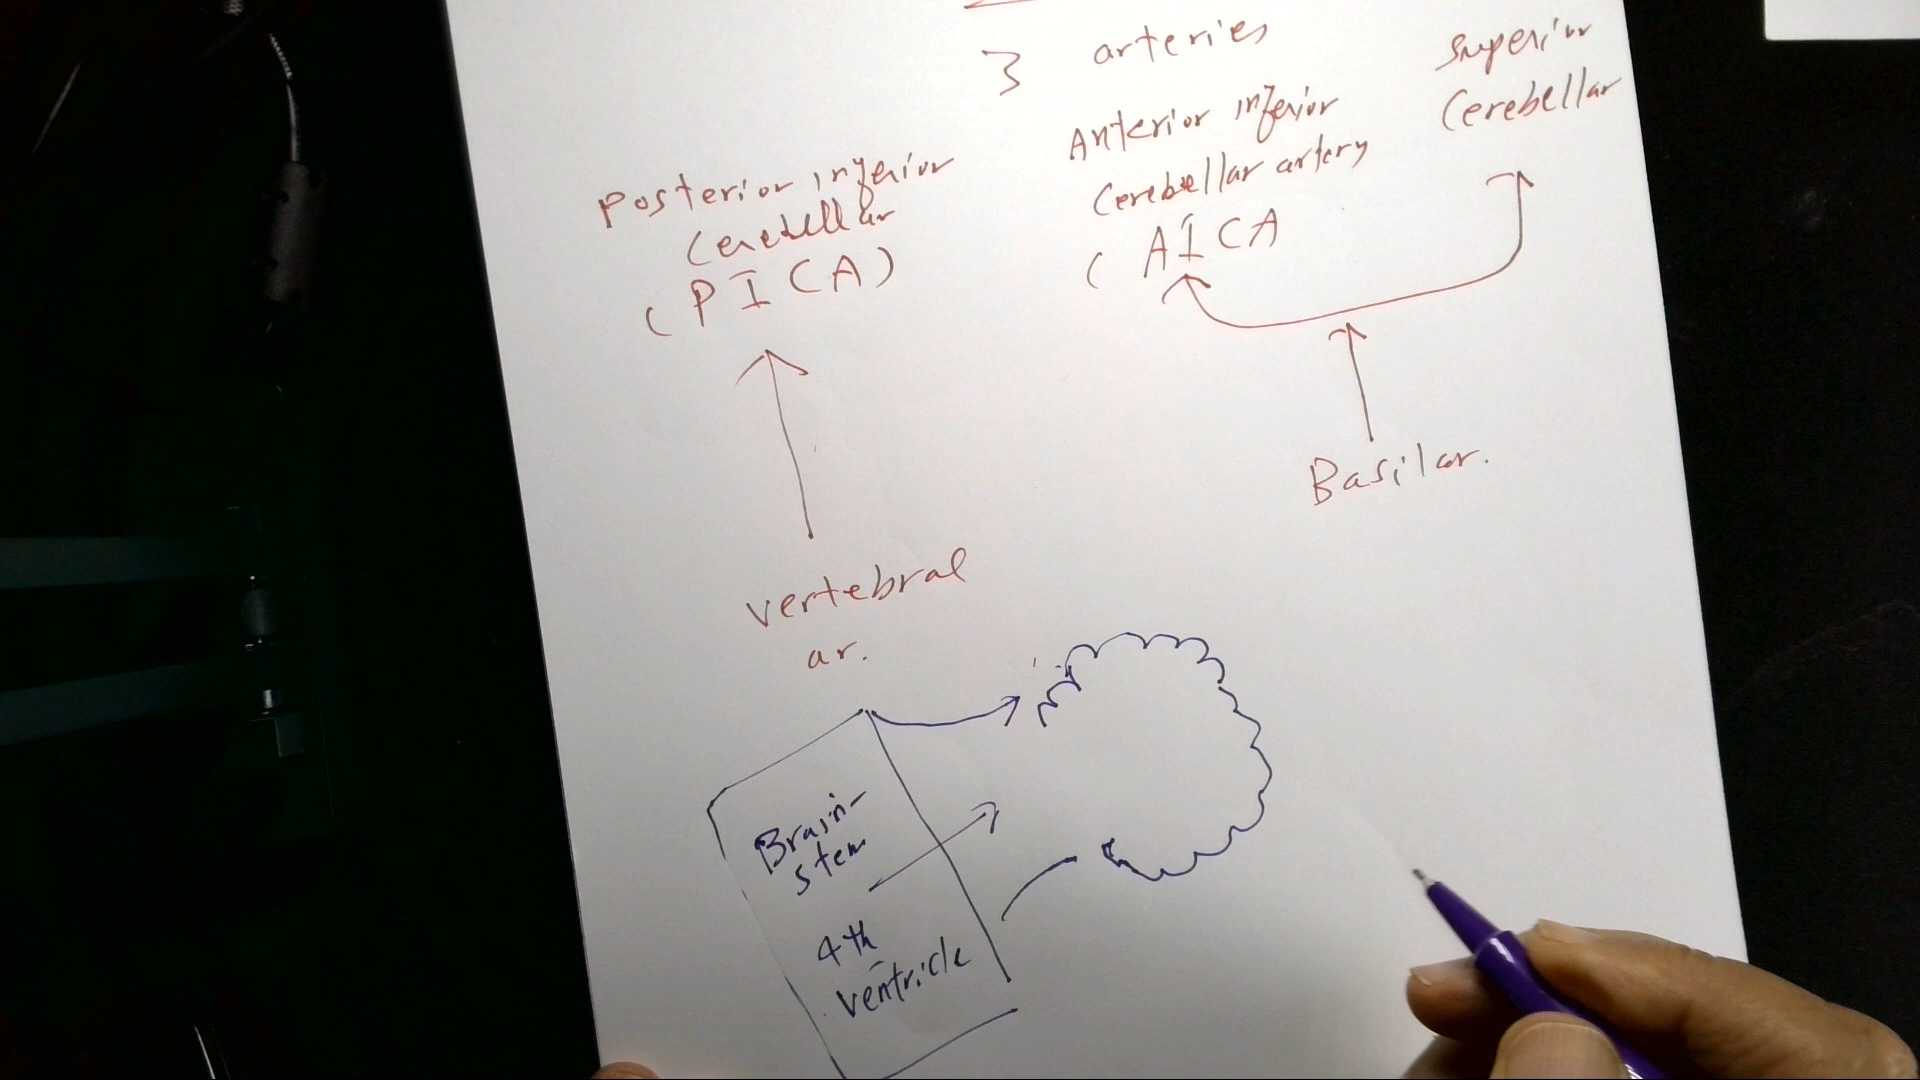 3 arteries
Posterior inferior
Cerebellar
(PICA)
Anterior inferior
Cerebellar artery
(AICA
Superior
Cerebellar
Basilar.
vertebral
ar.
Brain-
stem
4th
ventricle